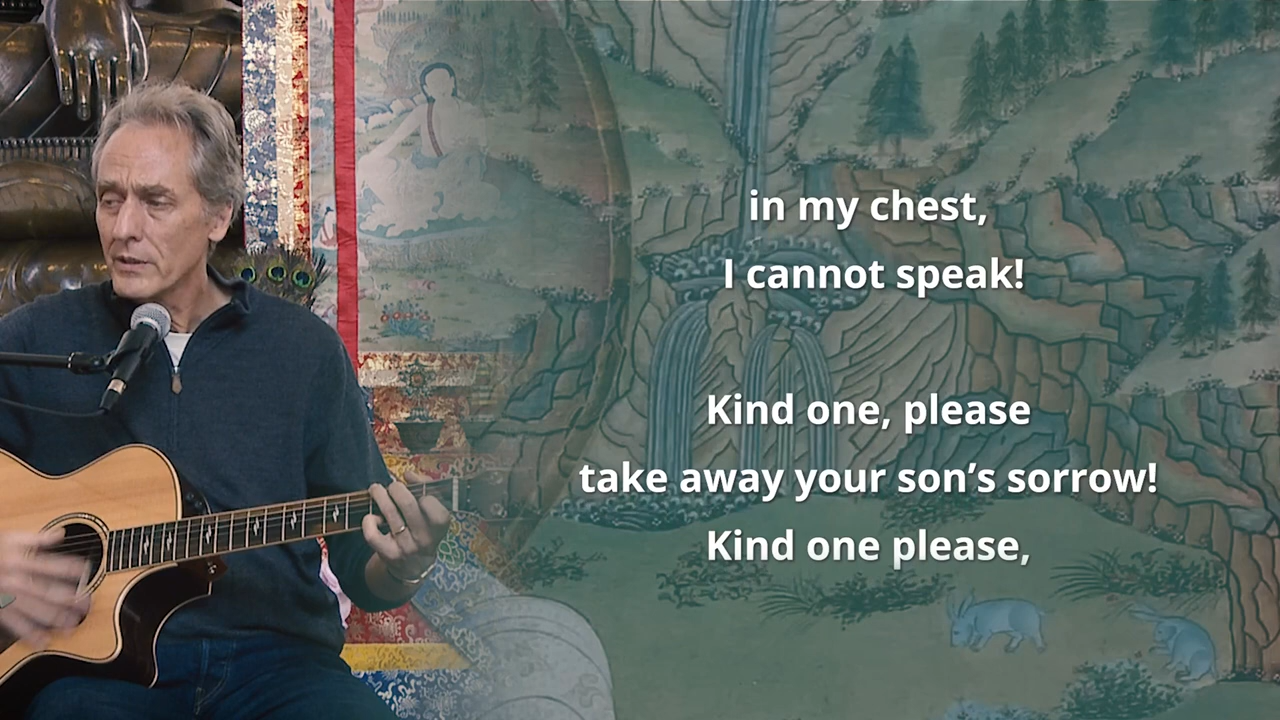 in my chest,
I cannot speak!
Kind one, please
take away your son’s sorrow!
Kind one please,